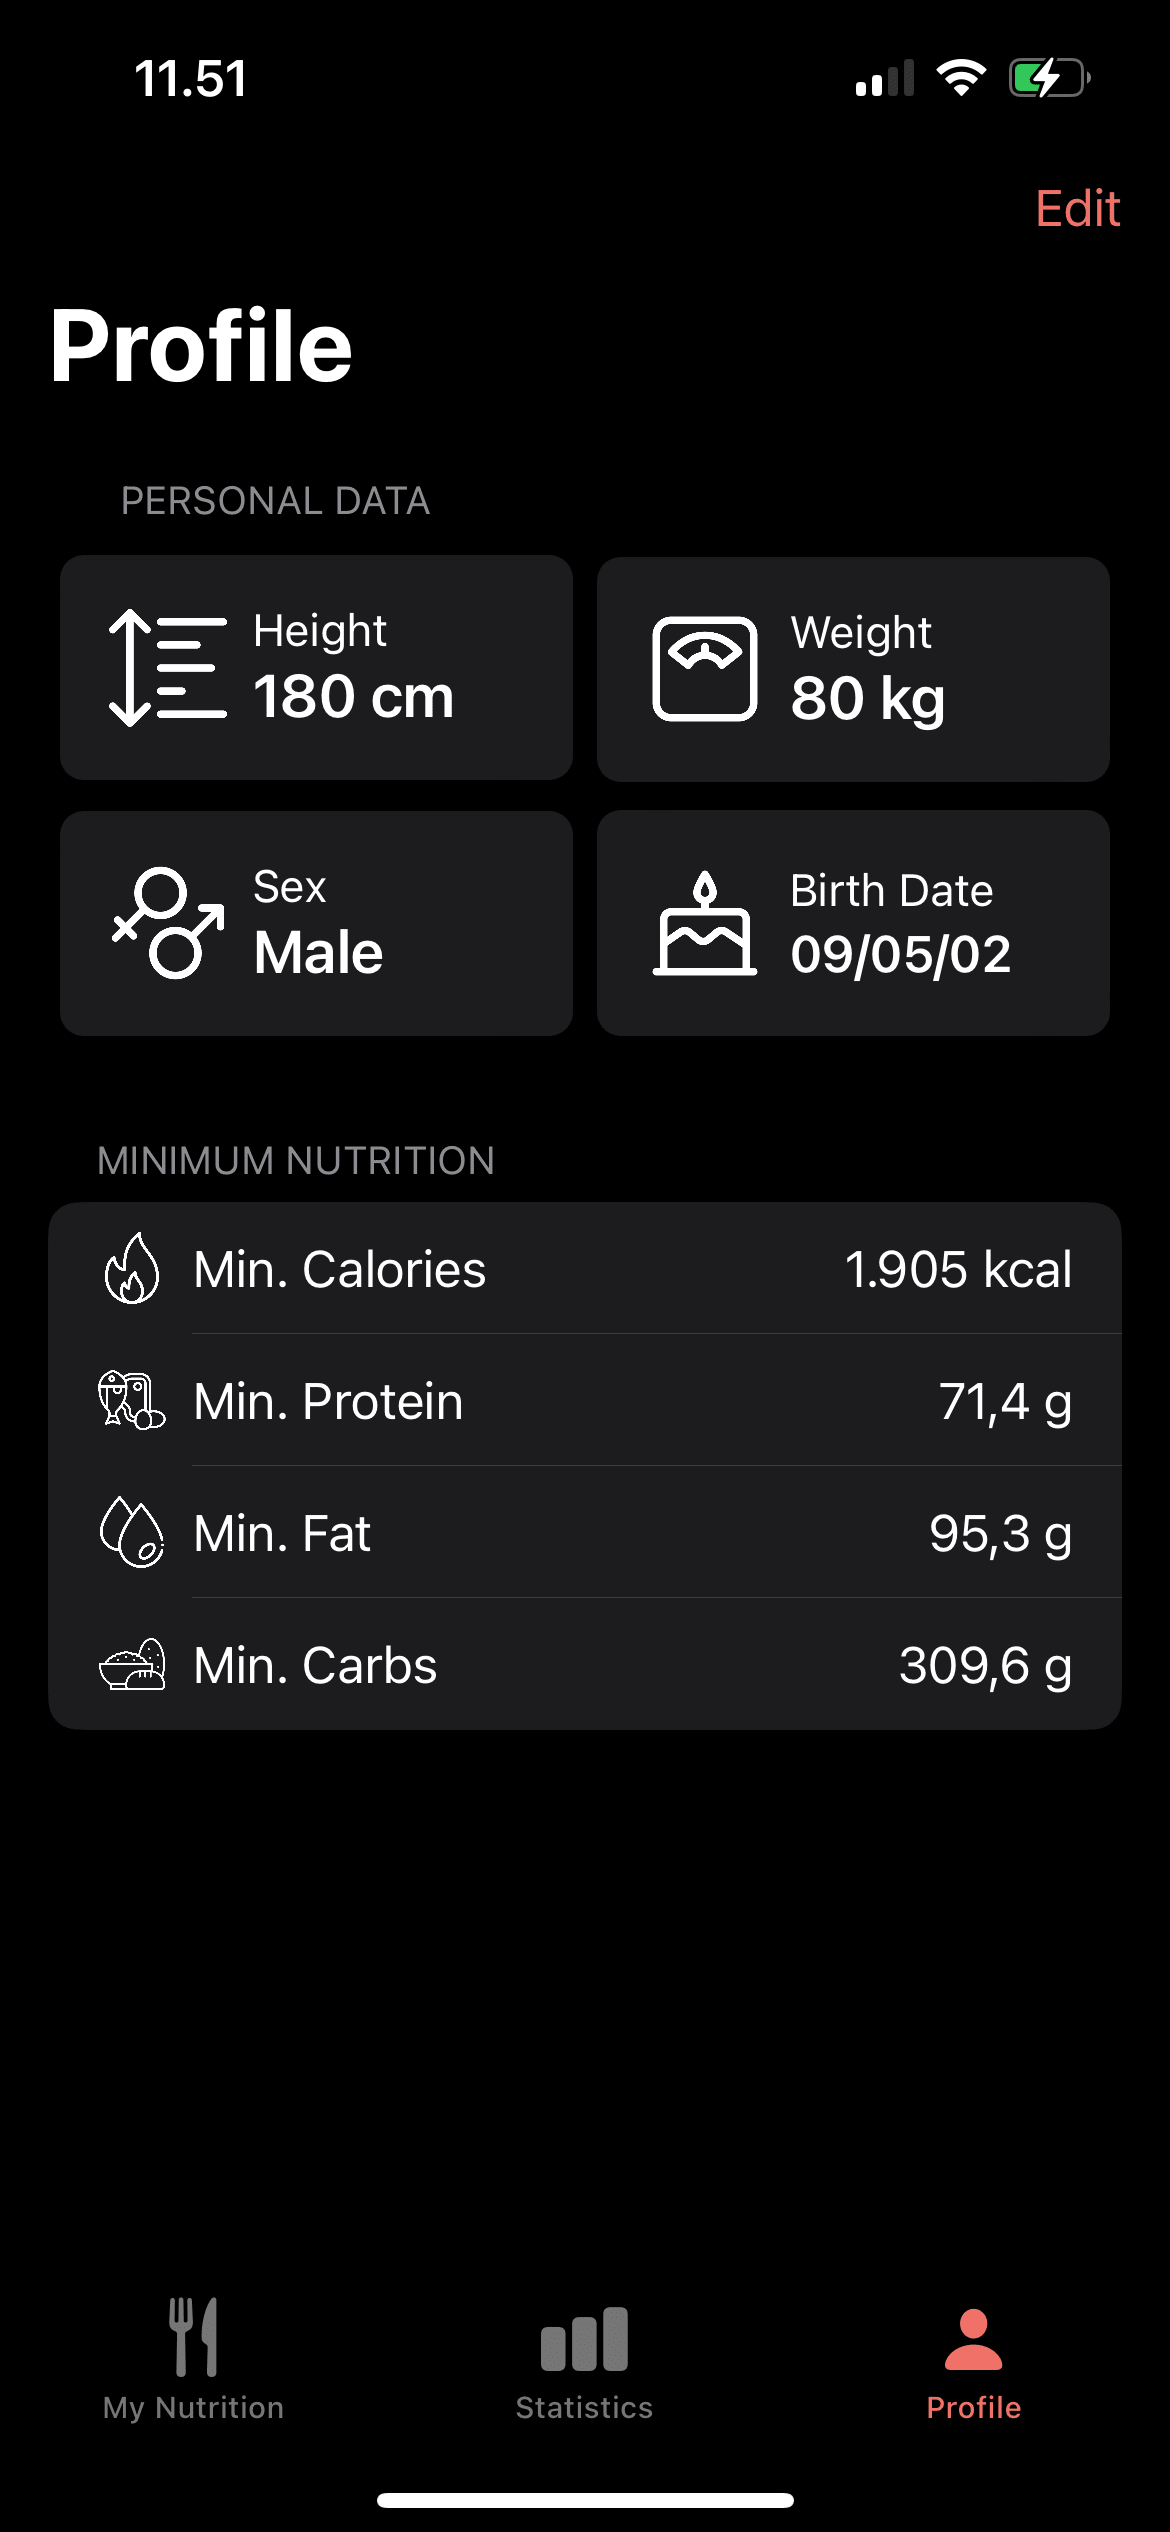 11.51
Edit
Profile
PERSONAL DATA
Height
180 cm
Weight
80 kg
Sex
Male
Birth Date
09/05/02
MINIMUM NUTRITION
Min. Calories 1.905 kcal
Min. Protein 71,4 g
Min. Fat 95,3 g
Min. Carbs 309,6 g
My Nutrition Statistics Profile